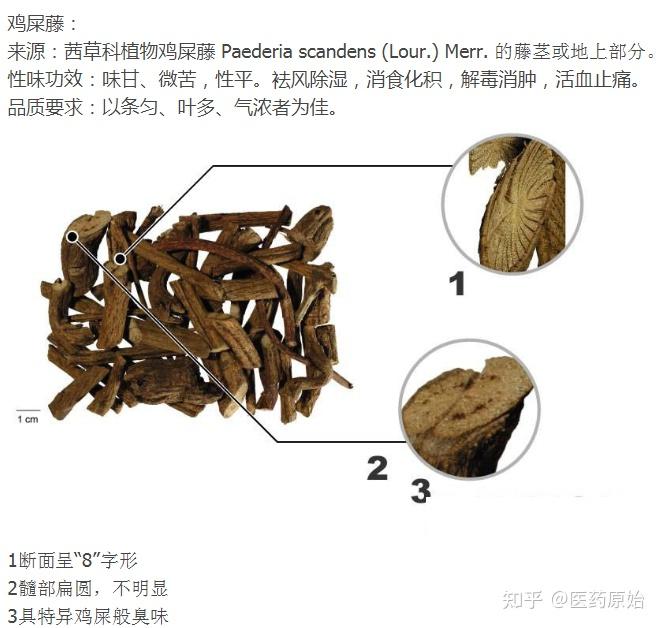 鸡屎藤：
来源：茜草科植物鸡屎藤 Paederia scandens (Lour.) Merr. 的藤茎或地上部分。
性味功效：味甘、微苦，性平。祛风除湿，消食化积，解毒消肿，活血止痛。
品质要求：以条匀、叶多、气浓者为佳。
1
1 cm
2
3
1断面呈“8”字形
2髓部扁圆，不明显
3具特异鸡屎般臭味
知乎 @医药原始